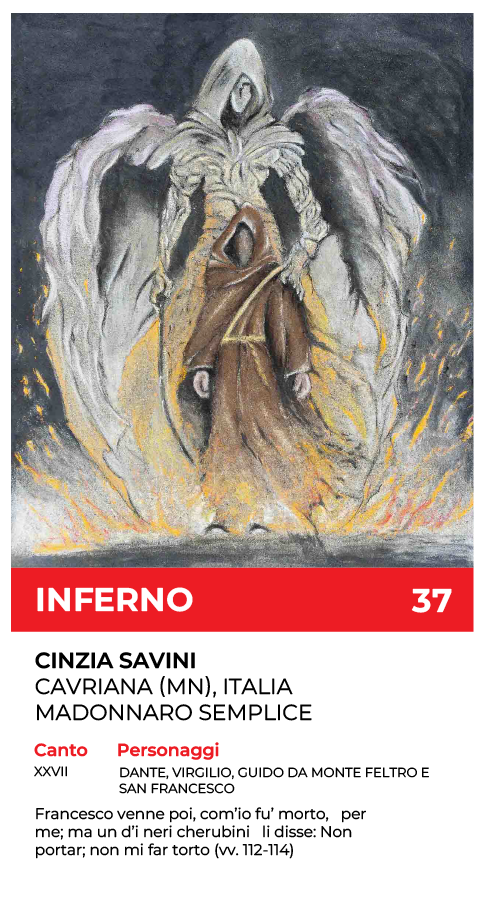 INFERNO 37
CINZIA SAVINI
CAVRIANA (MN), ITALIA
MADONNARO SEMPLICE
Canto Personaggi
XXVII DANTE, VIRGILIO, GUIDO DA MONTE FELTRO E
SAN FRANCESCO
Francesco venne poi, com'io fu' morto, per
me; ma un d'i neri cherubini li disse: Non
portar; non mi far torto (vv. 112-114)